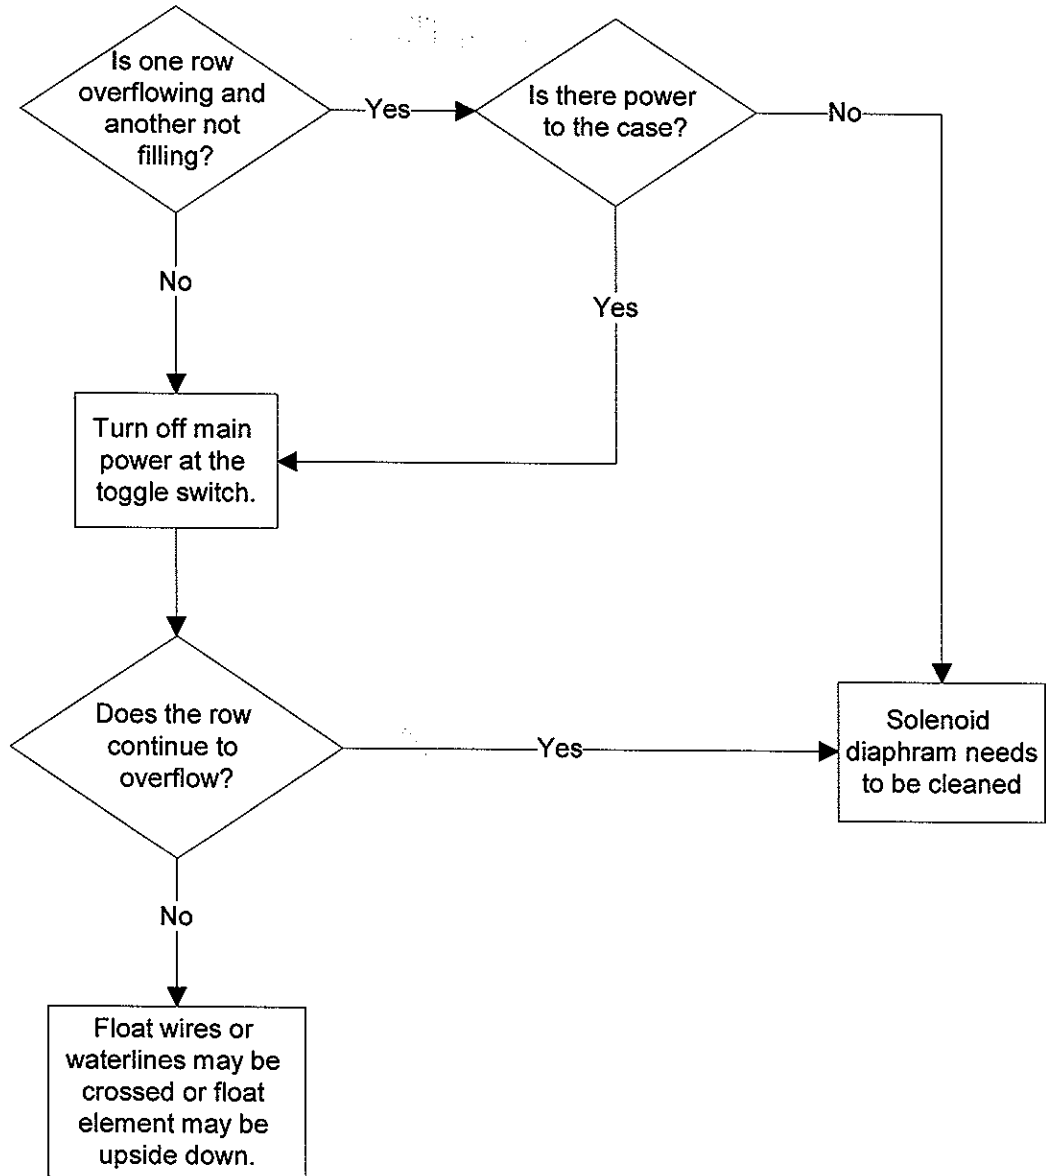 Is one row
overflowing and
another not
filling?
Yes
Is there power
to the case?
No
No
Yes
Turn off main
power at the
toggle switch.
Does the row
continue to
overflow?
Yes
Solenoid
diaphram needs
to be cleaned
No
Float wires or
waterlines may be
crossed or float
element may be
upside down.